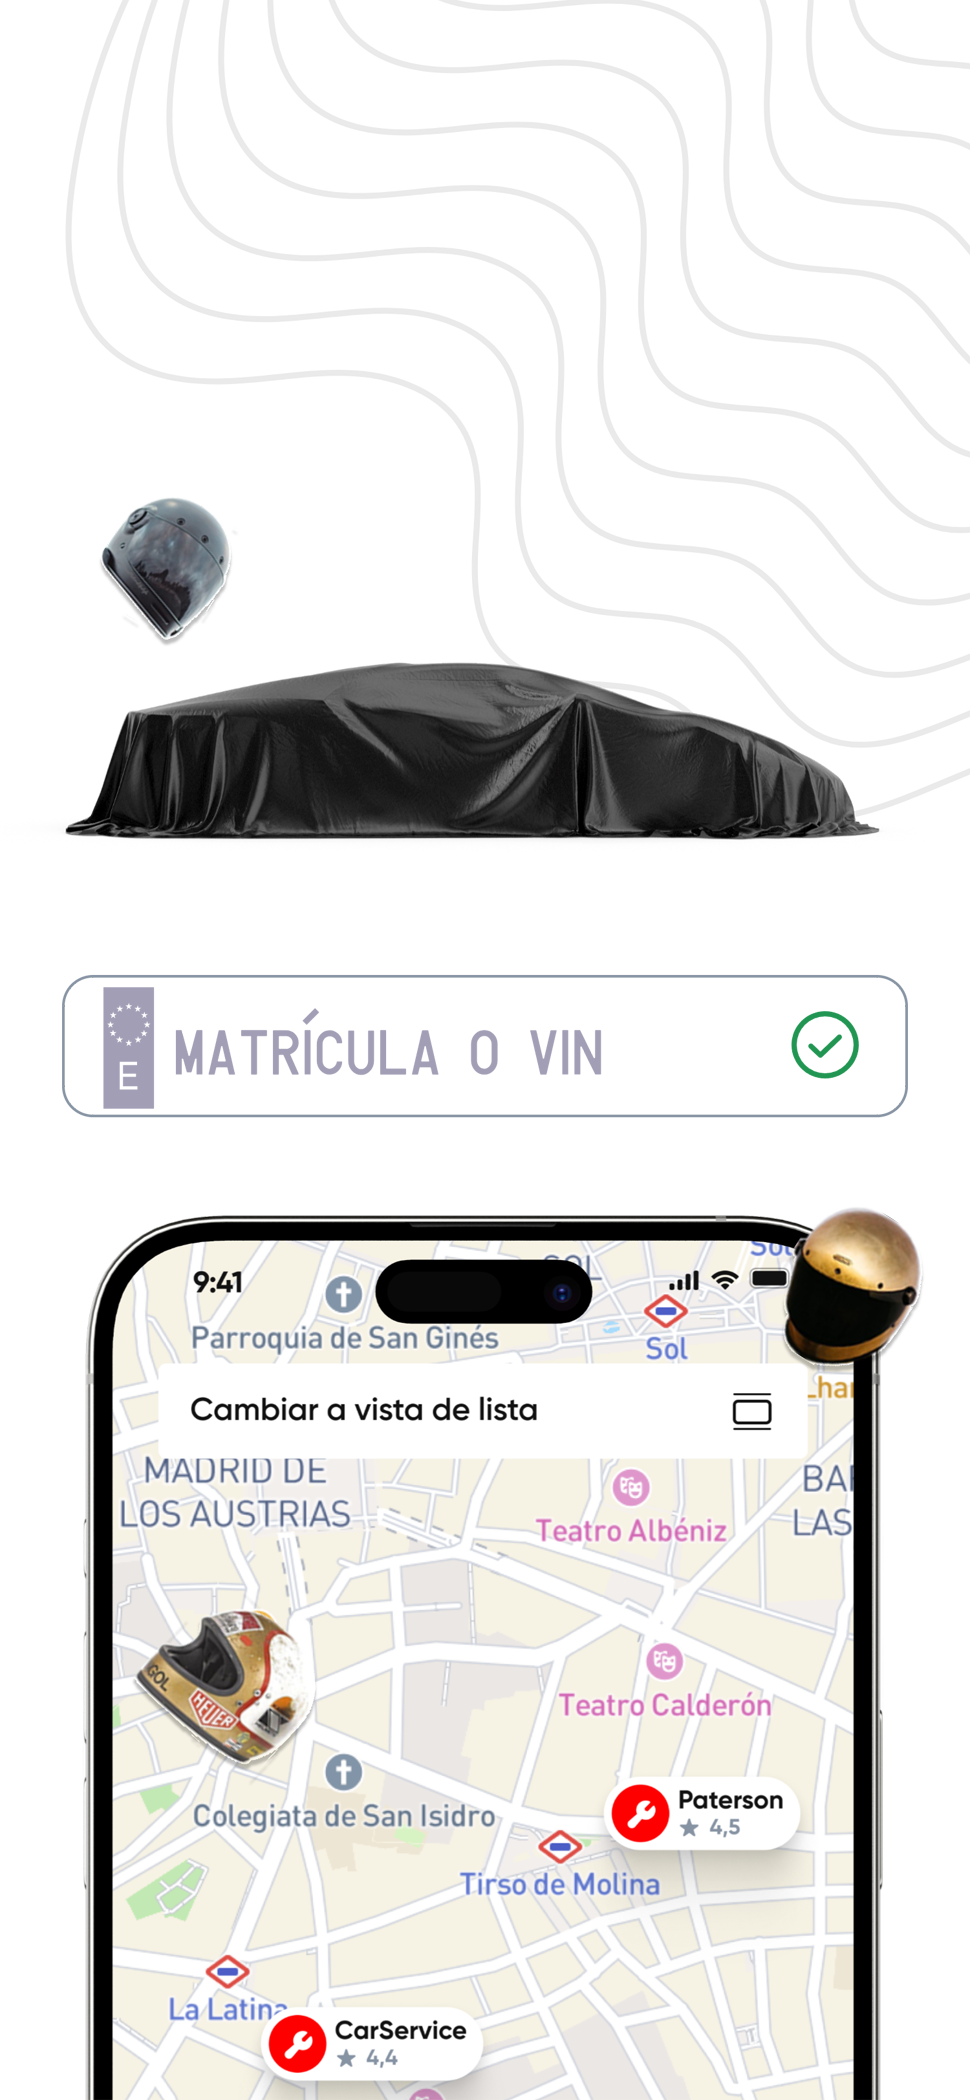 E
MATRÍCULA O VIN
9:41
SOL
Sol
Parroquia de San Ginés
Sol
Cambiar a vista de lista
MADRID DE
LOS AUSTRIAS
Teatro Albéniz
Teatro Calderón
GOL
HEUER
Colegiata de San Isidro
Paterson
4,5
Tirso de Molina
La Latina
CarService
4,4